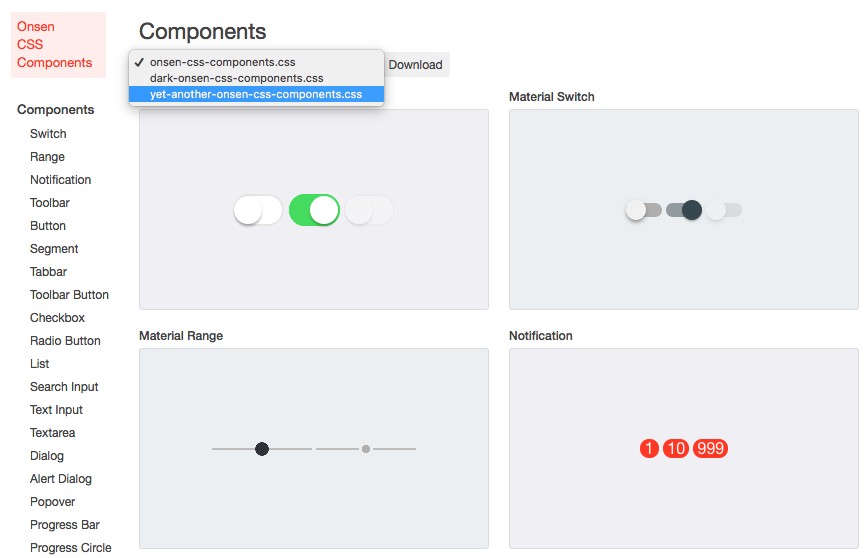 Onsen
CSS
Components
Components
Switch
Range
Notification
Toolbar
Button
Segment
Tabbar
Toolbar Button
Checkbox
Radio Button
List
Search Input
Text Input
Textarea
Dialog
Alert Dialog
Popover
Progress Bar
Progress Circle
Components
✓ onsen-css-components.css
dark-onsen-css-components.css
yet-another-onsen-css-components.css
Download
Material Switch
Material Range
Notification
1 10 999